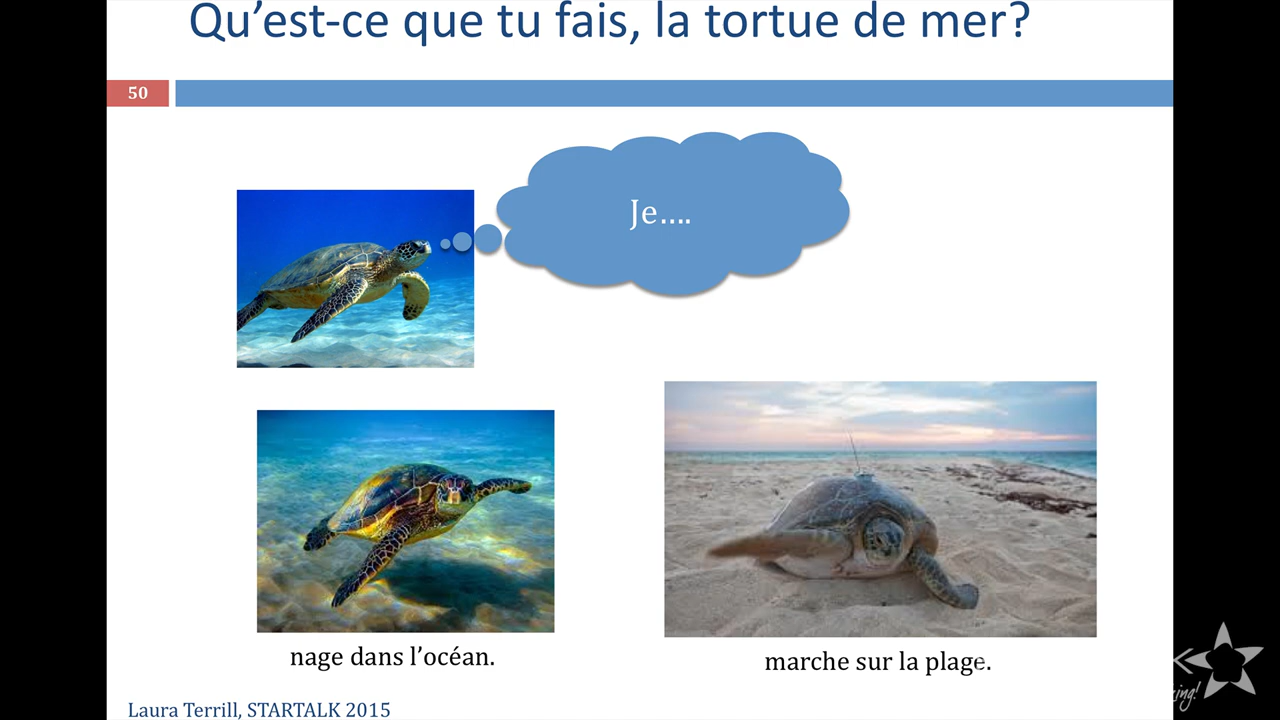 Qu’est-ce que tu fais, la tortue de mer?
50
Je....
nage dans l’océan.
marche sur la plage.
Laura Terrill, STARTALK 2015